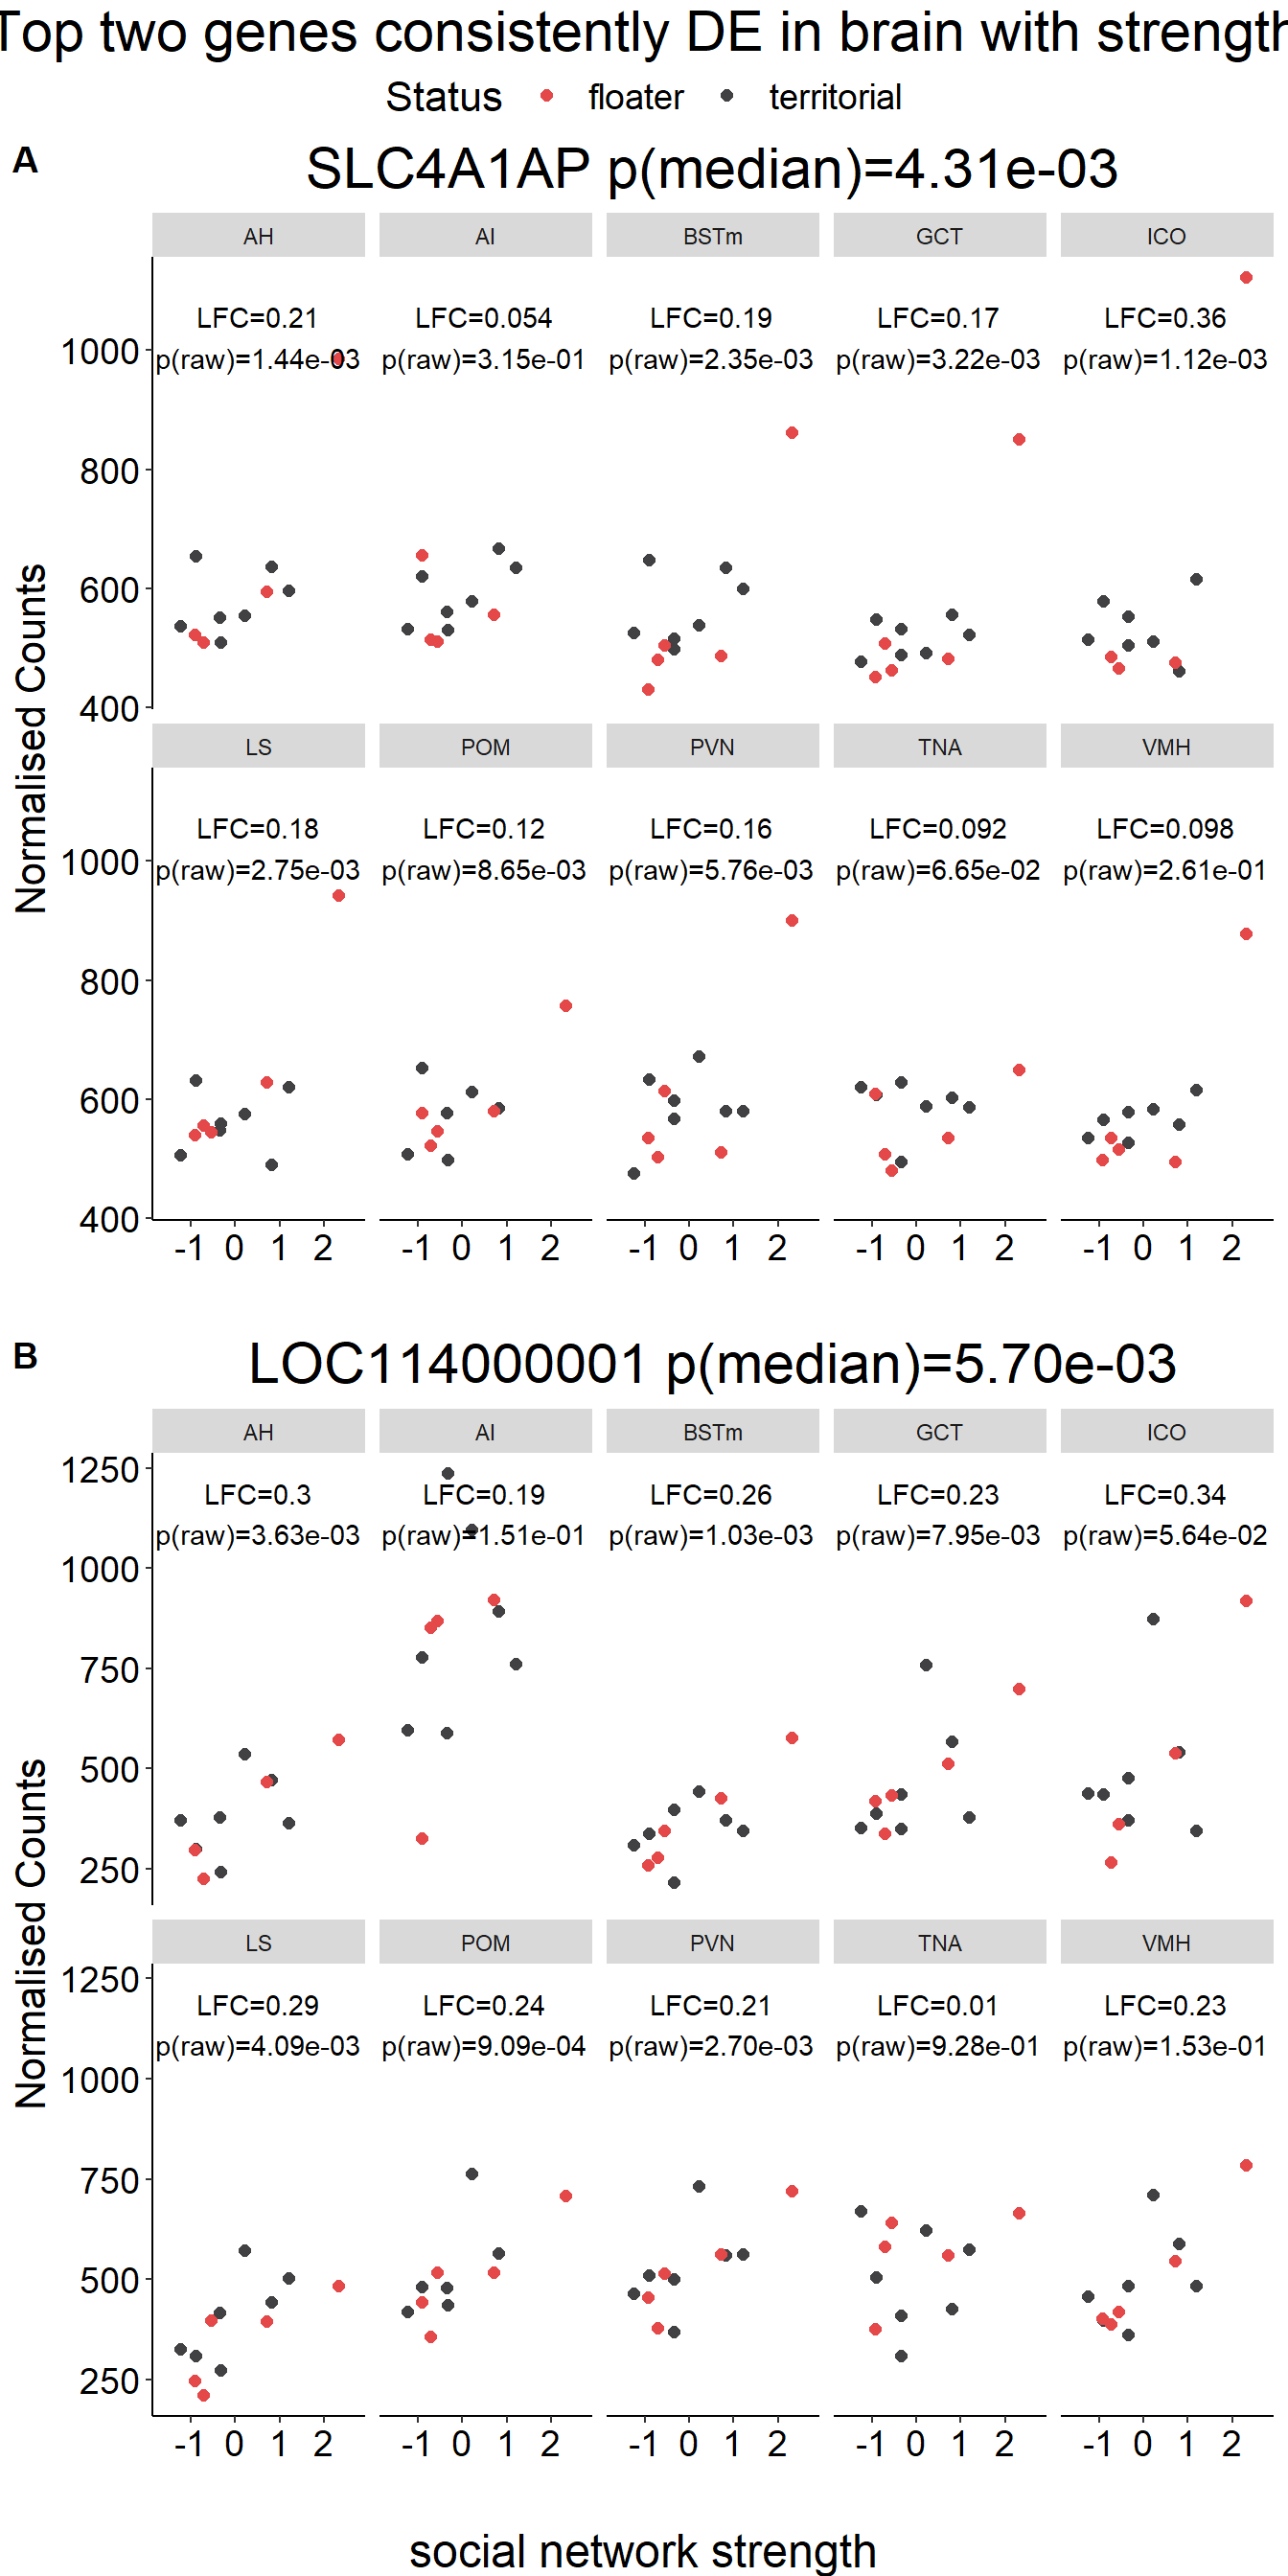 Top two genes consistently DE in brain with strength
Status floater territorial
A
SLC4A1AP p(median)=4.31e-03
AH AI BSTm GCT ICO
LFC=0.21 LFC=0.054 LFC=0.19 LFC=0.17 LFC=0.36
p(raw)=1.44e-03 p(raw)=3.15e-01 p(raw)=2.35e-03 p(raw)=3.22e-03 p(raw)=1.12e-03
1000
800
600
400
Normalised Counts
LS POM PVN TNA VMH
LFC=0.18 LFC=0.12 LFC=0.16 LFC=0.092 LFC=0.098
p(raw)=2.75e-03 p(raw)=8.65e-03 p(raw)=5.76e-03 p(raw)=6.65e-02 p(raw)=2.61e-01
1000
800
600
400
-1 0 1 2 -1 0 1 2 -1 0 1 2 -1 0 1 2 -1 0 1 2
B
LOC114000001 p(median)=5.70e-03
AH AI BSTm GCT ICO
1250
LFC=0.3 LFC=0.19 LFC=0.26 LFC=0.23 LFC=0.34
p(raw)=3.63e-03 p(raw)=1.51e-01 p(raw)=1.03e-03 p(raw)=7.95e-03 p(raw)=5.64e-02
1000
750
500
250
Normalised Counts
LS POM PVN TNA VMH
1250
LFC=0.29 LFC=0.24 LFC=0.21 LFC=0.01 LFC=0.23
p(raw)=4.09e-03 p(raw)=9.09e-04 p(raw)=2.70e-03 p(raw)=9.28e-01 p(raw)=1.53e-01
1000
750
500
250
-1 0 1 2 -1 0 1 2 -1 0 1 2 -1 0 1 2 -1 0 1 2
social network strength